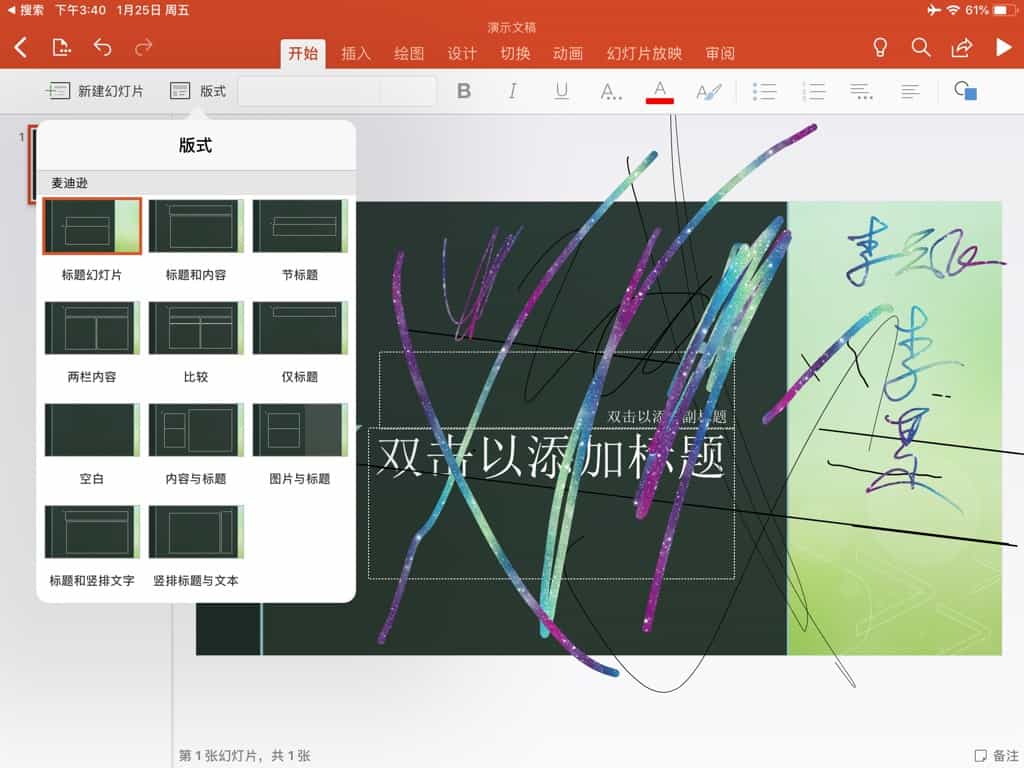 搜索 下午3:40 1月25日 周五 61%
演示文稿
开始 插入 绘图 设计 切换 动画 幻灯片放映 审阅
新建幻灯片 版式 B I U A.. A A
1
版式
麦迪逊
标题幻灯片 标题和内容 节标题
两栏内容 比较 仅标题
空白 内容与标题 图片与标题
标题和竖排文字 竖排标题与文本
双击以添 副标题
双击以添加标题
第 1 张幻灯片，共 1 张
备注